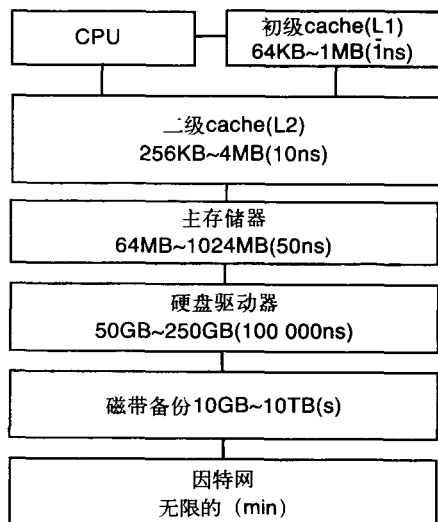 CPU
初级cache(L1)
64KB~1MB(1ns)
二级cache(L2)
256KB~4MB(10ns)
主存储器
64MB~1024MB(50ns)
硬盘驱动器
50GB~250GB(100 000ns)
磁带备份10GB~10TB(s)
因特网
无限的（min）